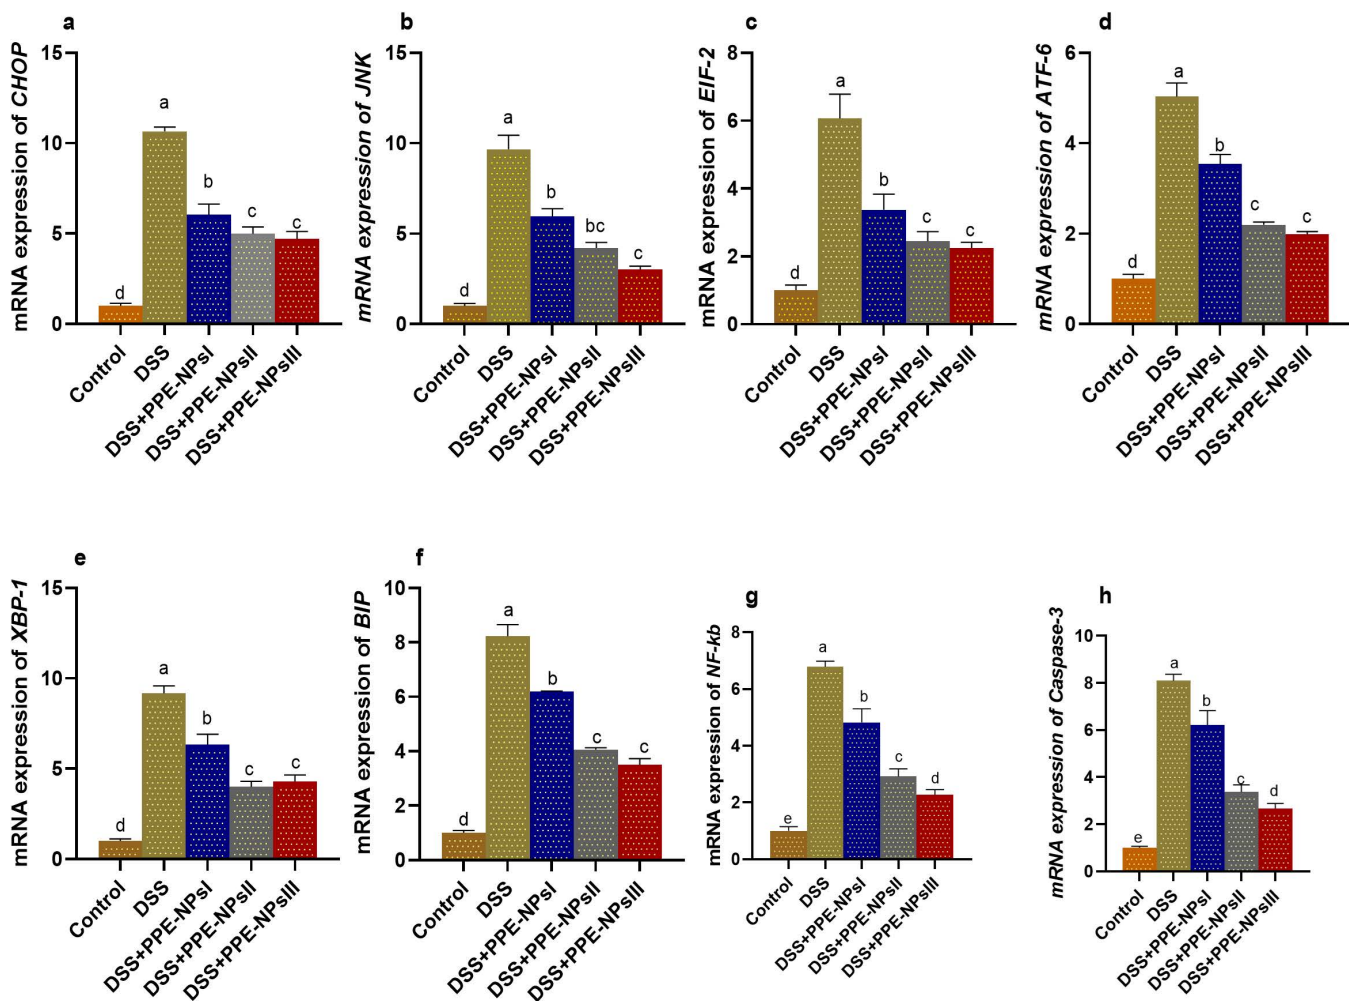 a
mRNA expression of CHOP
15
10
5
0
d
a
b
c
c
Control
DSS
DSS+PPE-NPsI
DSS+PPE-NPsII
DSS+PPE-NPsIII
b
mRNA expression of JNK
15
10
5
0
d
a
b
bc
c
Control
DSS
DSS+PPE-NPsI
DSS+PPE-NPsII
DSS+PPE-NPsIII
c
mRNA expression of EIF-2
8
6
4
2
0
d
a
b
c
c
Control
DSS
DSS+PPE-NPsI
DSS+PPE-NPsII
DSS+PPE-NPsIII
d
mRNA expression of ATF-6
6
4
2
0
d
a
b
c
c
Control
DSS
DSS+PPE-NPsI
DSS+PPE-NPsII
DSS+PPE-NPsIII
e
mRNA expression of XBP-1
15
10
5
0
d
a
b
c
c
Control
DSS
DSS+PPE-NPsI
DSS+PPE-NPsII
DSS+PPE-NPsIII
f
mRNA expression of BIP
10
8
6
4
2
0
d
a
b
c
c
Control
DSS
DSS+PPE-NPsI
DSS+PPE-NPsII
DSS+PPE-NPsIII
g
mRNA expression of NF-kb
8
6
4
2
0
e
a
b
c
d
Control
DSS
DSS+PPE-NPsI
DSS+PPE-NPsII
DSS+PPE-NPsIII
h
mRNA expression of Caspase-3
10
8
6
4
2
0
e
a
b
c
d
Control
DSS
DSS+PPE-NPsI
DSS+PPE-NPsII
DSS+PPE-NPsIII